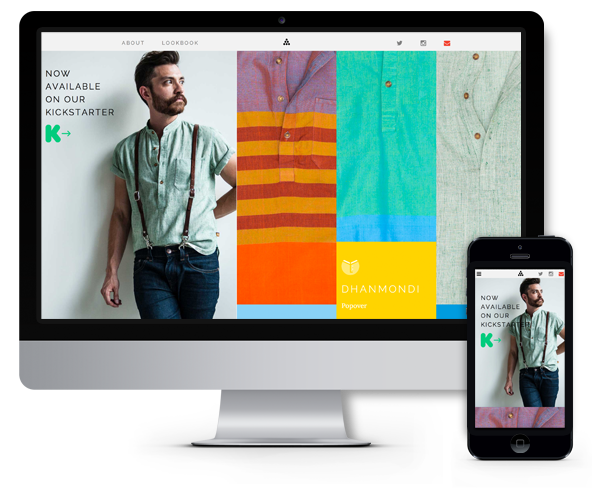 ABOUT LOOKBOOK
NOW
AVAILABLE
ON OUR
KICKSTARTER
K
DHANMONDI
Popover
NOW
AVAILABLE
ON OUR
KICKSTARTER
K